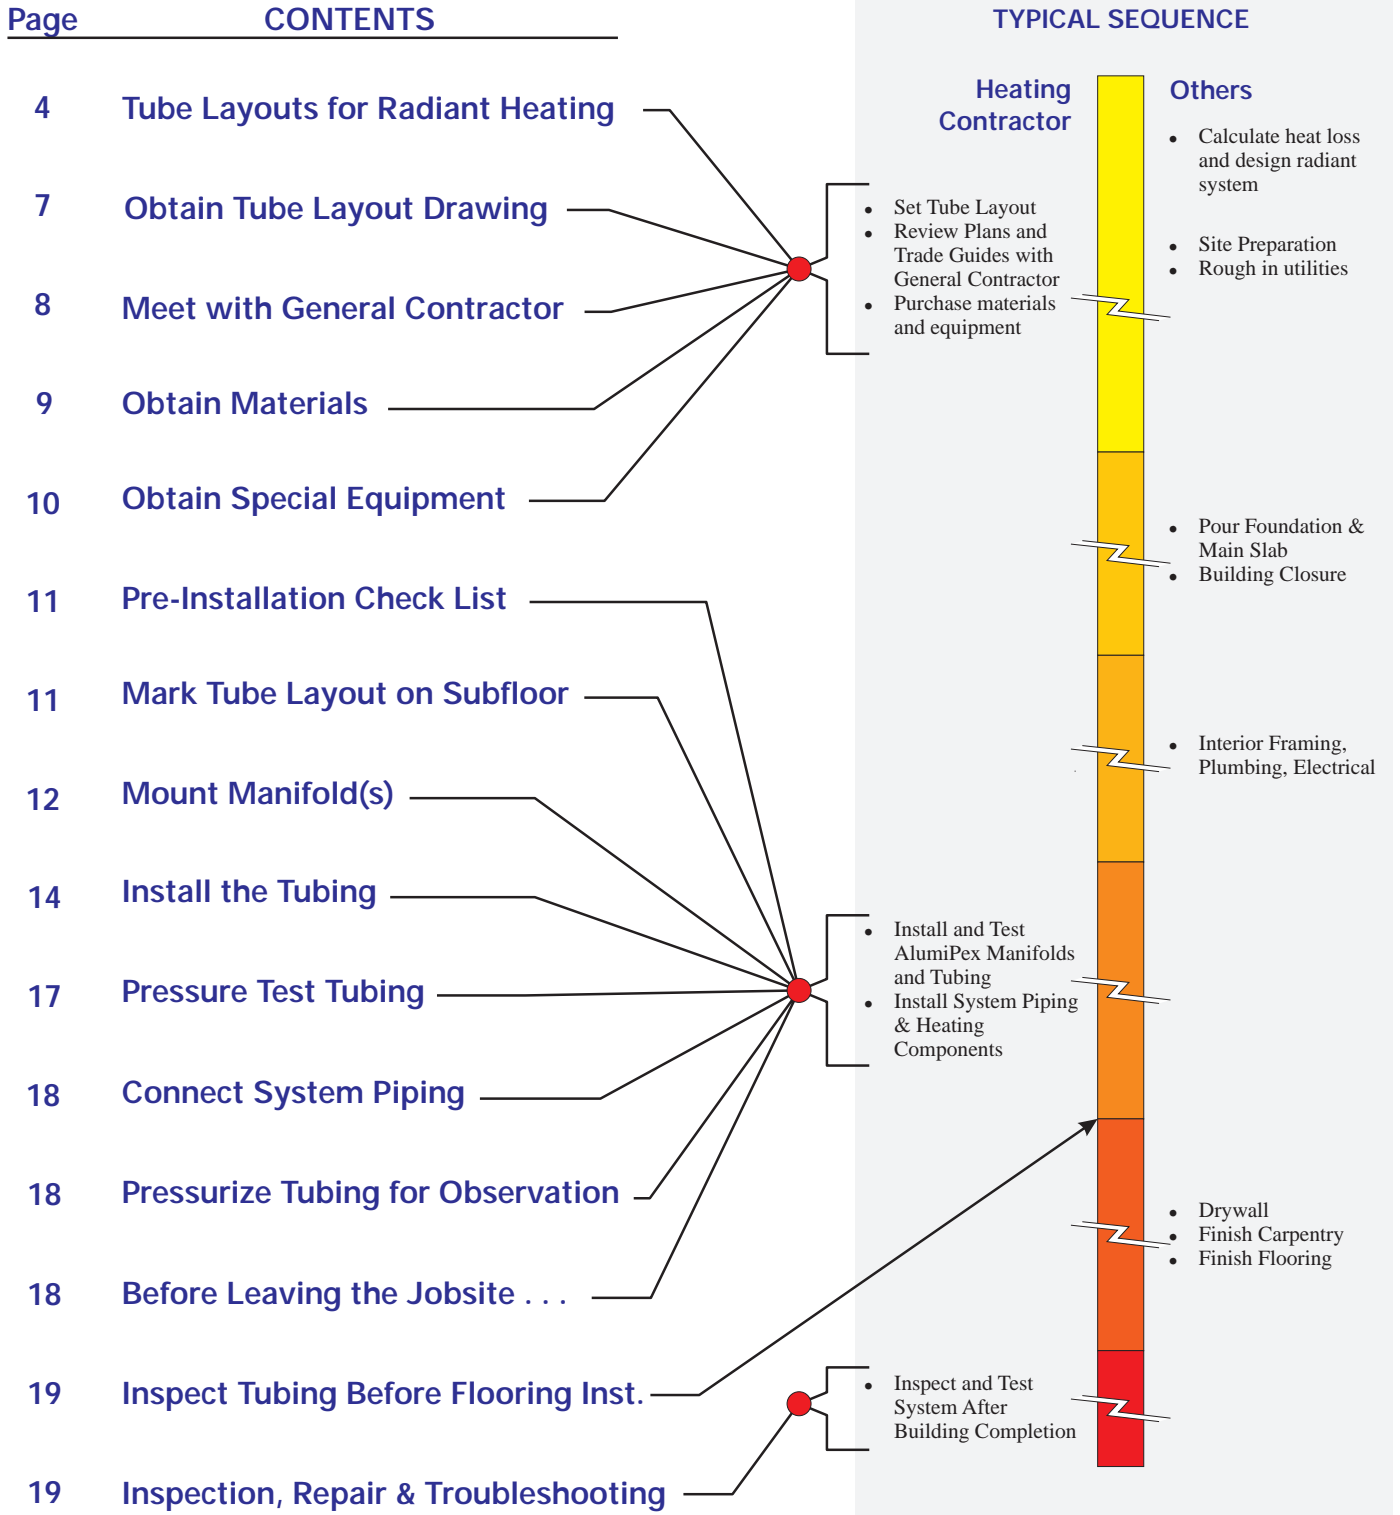 Page CONTENTS
4 Tube Layouts for Radiant Heating
7 Obtain Tube Layout Drawing
8 Meet with General Contractor
9 Obtain Materials
10 Obtain Special Equipment
11 Pre-Installation Check List
11 Mark Tube Layout on Subfloor
12 Mount Manifold(s)
14 Install the Tubing
17 Pressure Test Tubing
18 Connect System Piping
18 Pressurize Tubing for Observation
18 Before Leaving the Jobsite . . .
19 Inspect Tubing Before Flooring Inst.
19 Inspection, Repair & Troubleshooting
TYPICAL SEQUENCE
Heating
Contractor
• Set Tube Layout
• Review Plans and
Trade Guides with
General Contractor
• Purchase materials
and equipment
• Install and Test
AlumiPex Manifolds
and Tubing
• Install System Piping
& Heating
Components
• Inspect and Test
System After
Building Completion
Others
• Calculate heat loss
and design radiant
system
• Site Preparation
• Rough in utilities
• Pour Foundation &
Main Slab
• Building Closure
• Interior Framing,
Plumbing, Electrical
• Drywall
• Finish Carpentry
• Finish Flooring